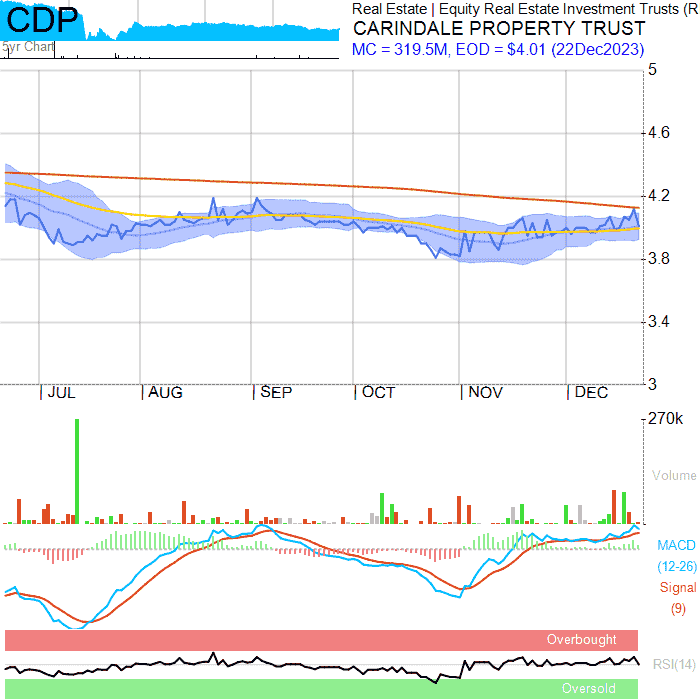 CDP
5yr Chart
Real Estate | Equity Real Estate Investment Trusts (R
CARINDALE PROPERTY TRUST
MC = 319.5M, EOD = $4.01 (22Dec2023)
5
4.6
4.2
3.8
3.4
3
JUL AUG SEP OCT NOV DEC
270k
Volume
MACD
(12-26)
Signal
(9)
Overbought
RSI(14)
Oversold